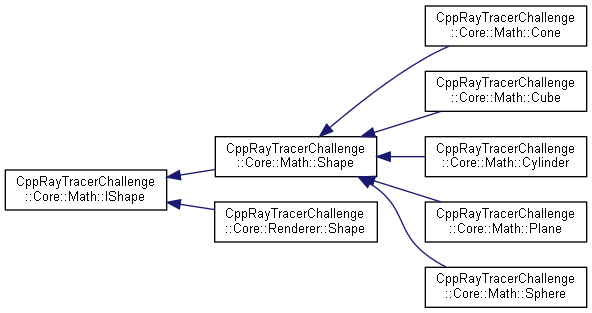 CppRayTracerChallenge
::Core::Math::Cone
CppRayTracerChallenge
::Core::Math::Cube
CppRayTracerChallenge
::Core::Math::Shape
CppRayTracerChallenge
::Core::Math::Cylinder
CppRayTracerChallenge
::Core::Math::IShape
CppRayTracerChallenge
::Core::Renderer::Shape
CppRayTracerChallenge
::Core::Math::Plane
CppRayTracerChallenge
::Core::Math::Sphere